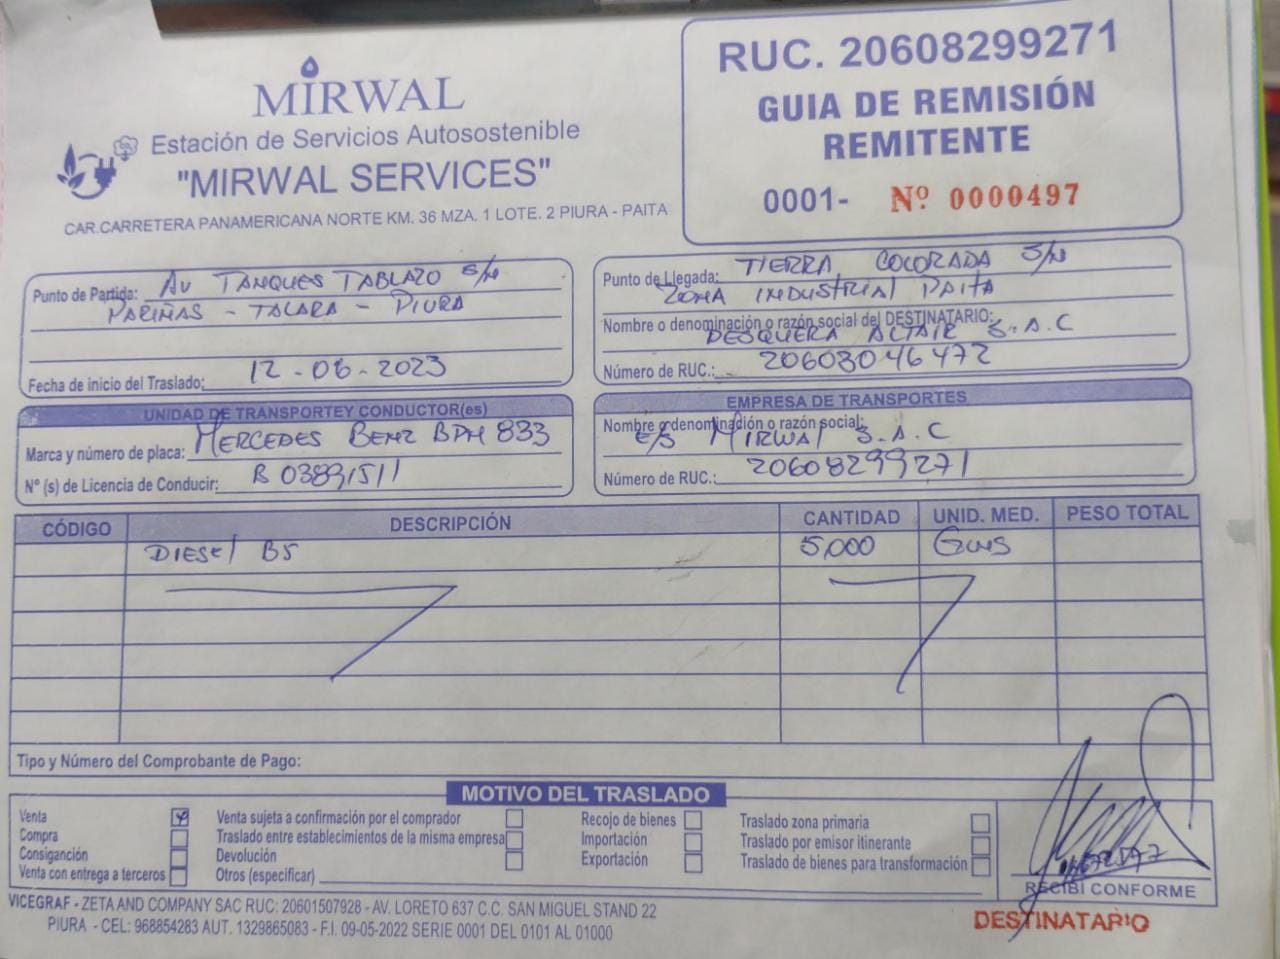 MIRWAL
Estación de Servicios Autosostenible
"MIRWAL SERVICES"
CAR.CARRETERA PANAMERICANA NORTE KM. 36 MZA. 1 LOTE. 2 PIURA - PAITA
RUC. 20608299271
GUIA DE REMISIÓN
REMITENTE
0001- Nº 0000497
Punto de Partida: AV TANQUES TABLAZO S/N
PARIÑAS - TALARA - PIURA
Fecha de inicio del Traslado: 12-06-2023
Punto de Llegada: TIERRA COLORADA S/N
ZONA INDUSTRIAL PAITA
Nombre o denominación o razón social del DESTINATARIO:
PESQUERA ALTAIR S.A.C
Número de RUC.: 20603046472
UNIDAD DE TRANSPORTEY CONDUCTOR(es)
Marca y número de placa: MERCEDES BENZ BPH 833
Nº (s) de Licencia de Conducir: B 03891511
EMPRESA DE TRANSPORTES
Nombre o denominación o razón social:
E/S MIRWAL S.A.C
Número de RUC.: 20608299271
CÓDIGO DESCRIPCIÓN CANTIDAD UNID. MED. PESO TOTAL
DIESEL B5 5,000 GLNS
Tipo y Número del Comprobante de Pago:
MOTIVO DEL TRASLADO
Venta
Compra
Consiganción
Venta con entrega a terceros
Venta sujeta a confirmación por el comprador
Traslado entre establecimientos de la misma empresa
Devolución
Otros (especificar)
Recojo de bienes
Importación
Exportación
Traslado zona primaria
Traslado por emisor itinerante
Traslado de bienes para transformación
RECIBI CONFORME
DESTINATARIO
VICEGRAF - ZETA AND COMPANY SAC RUC: 20601507928 - AV. LORETO 637 C.C. SAN MIGUEL STAND 22
PIURA - CEL: 968854283 AUT. 1329865083 - F.I. 09-05-2022 SERIE 0001 DEL 0101 AL 01000